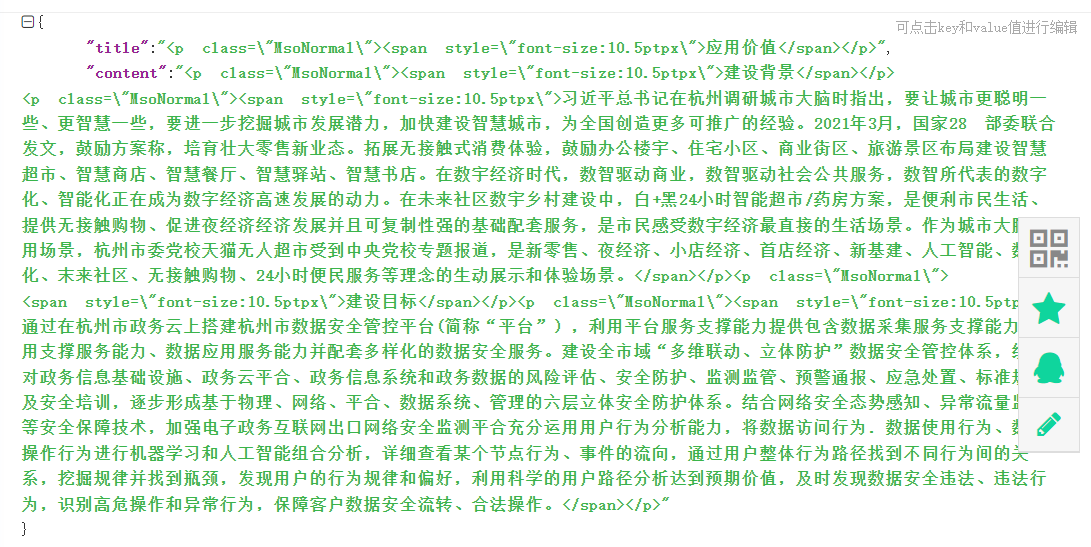 {
可点击key和value值进行编辑
"title":"<p class=\"MsoNormal\"><span style=\"font-size:10.5ptpx\">应用价值</span></p>",
"content":"<p class=\"MsoNormal\"><span style=\"font-size:10.5ptpx\">建设背景</span></p>
<p class=\"MsoNormal\"><span style=\"font-size:10.5ptpx\">习近平总书记在杭州调研城市大脑时指出，要让城市更聪明一
些、更智慧一些，要进一步挖掘城市发展潜力，加快建设智慧城市，为全国创造更多可推广的经验。2021年3月，国家28 部委联合
发文，鼓励方案称，培育壮大零售新业态。拓展无接触式消费体验，鼓励办公楼宇、住宅小区、商业街区、旅游景区布局建设智慧
超市、智慧商店、智慧餐厅、智慧驿站、智慧书店。在数字经济时代，数智驱动商业，数智驱动社会公共服务，数智所代表的数字
化、智能化正在成为数字经济高速发展的动力。在未来社区数字乡村建设中，白+黑24小时智能超市/药房方案，是便利市民生活、
提供无接触购物、促进夜经济经济发展并且可复制性强的基础配套服务，是市民感受数字经济最直接的生活场景。作为城市大脑
用场景，杭州市委党校天猫无人超市受到中央党校专题报道，是新零售、夜经济、小店经济、首店经济、新基建、人工智能、数
化、末来社区、无接触购物、24小时便民服务等理念的生动展示和体验场景。</span></p><p class=\"MsoNormal\">
<span style=\"font-size:10.5ptpx\">建设目标</span></p><p class=\"MsoNormal\"><span style=\"font-size:10.5ptpx\">
通过在杭州市政务云上搭建杭州市数据安全管控平台(简称“平台”），利用平台服务支撑能力提供包含数据采集服务支撑能力
用支撑服务能力、数据应用服务能力并配套多样化的数据安全服务。建设全市域“多维联动、立体防护”数据安全管控体系，
对政务信息基础设施、政务云平合、政务信息系统和政务数据的风险评估、安全防护、监测监管、预警通报、应急处置、标准
及安全培训，逐步形成基于物理、网络、平合、数据系统、管理的六层立体安全防护体系。结合网络安全态势感知、异常流量
等安全保障技术，加强电子政务互联网出口网络安全监测平合充分运用用户行为分析能力，将数据访问行为．数据使用行为、数
操作行为进行机器学习和人工智能组合分析，详细查看某个节点行为、事件的流向，通过用户整体行为路径找到不同行为间的关
系，挖掘规律并找到瓶颈，发现用户的行为规律和偏好，利用科学的用户路径分析达到预期价值，及时发现数据安全违法、违法行
为，识别高危操作和异常行为，保障客户数据安全流转、合法操作。</span></p>"
}